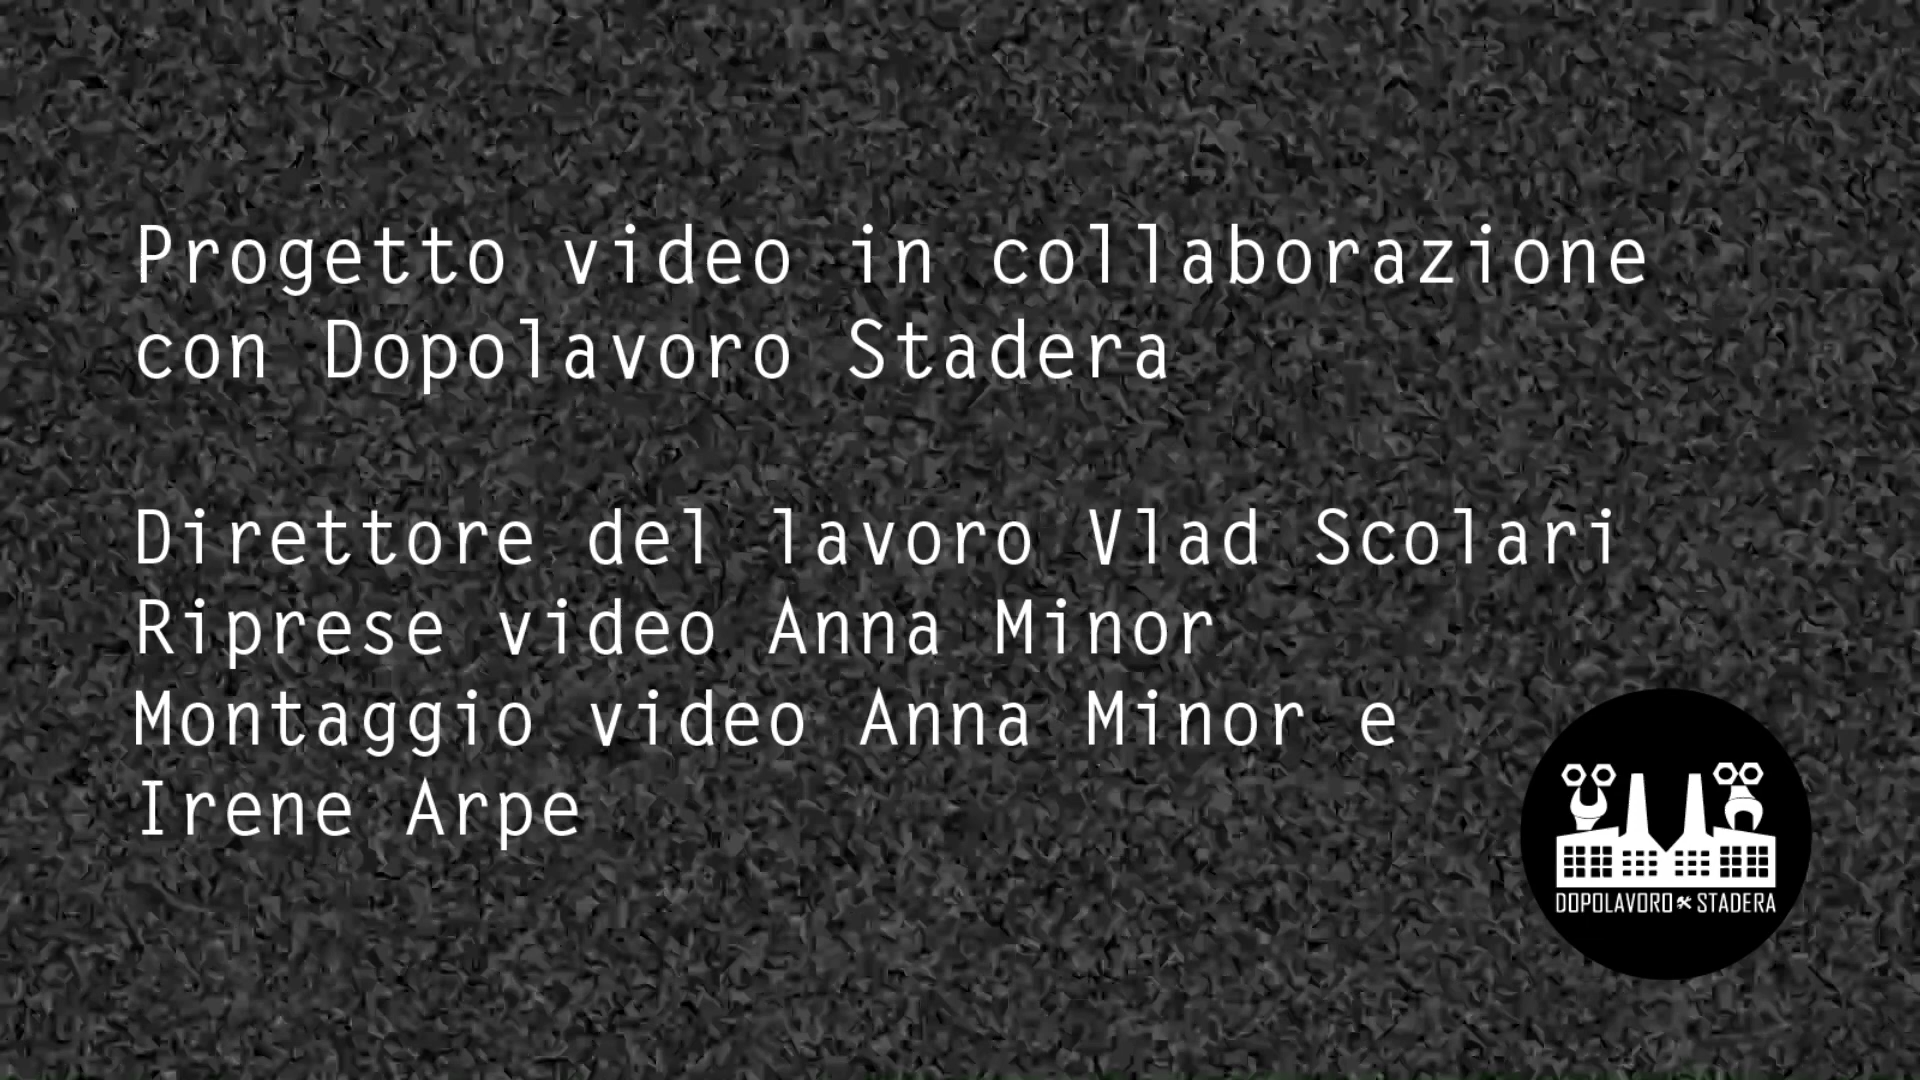 Progetto video in collaborazione
con Dopolavoro Stadera
Direttore del lavoro Vlad Scolari
Riprese video Anna Minor
Montaggio video Anna Minor e
Irene Arpe
DOPOLAVORO STADERA